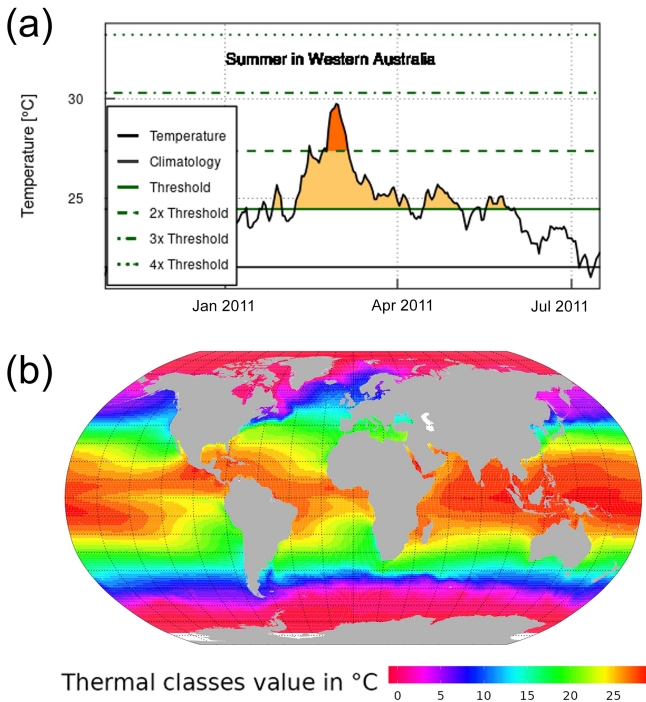 (a)
Summer in Western Australia
Temperature [°C]
30
25
Temperature
Climatology
Threshold
2x Threshold
3x Threshold
4x Threshold
Jan 2011
Apr 2011
Jul 2011
(b)
Thermal classes value in °C
0 5 10 15 20 25